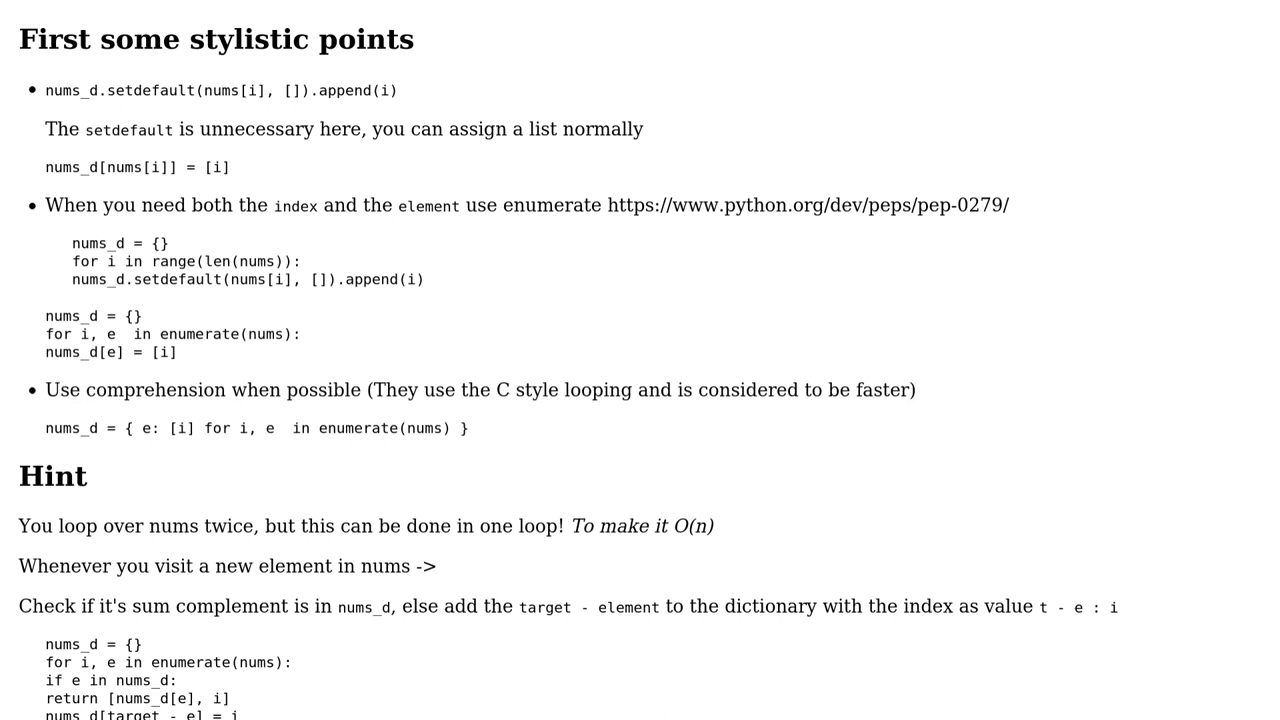 First some stylistic points
nums_d.setdefault(nums[i], []).append(i)
The setdefault is unnecessary here, you can assign a list normally
nums_d[nums[i]] = [i]
When you need both the index and the element use enumerate https://www.python.org/dev/peps/pep-0279/
nums_d = {}
for i in range(len(nums)):
nums_d.setdefault(nums[i], []).append(i)
nums_d = {}
for i, e  in enumerate(nums):
nums_d[e] = [i]
Use comprehension when possible (They use the C style looping and is considered to be faster)
nums_d = { e: [i] for i, e  in enumerate(nums) }
Hint
You loop over nums twice, but this can be done in one loop! To make it O(n)
Whenever you visit a new element in nums ->
Check if it's sum complement is in nums_d, else add the target - element to the dictionary with the index as value t - e : i
nums_d = {}
for i, e in enumerate(nums):
if e in nums_d:
return [nums_d[e], i]
nums_d[target - e] = i